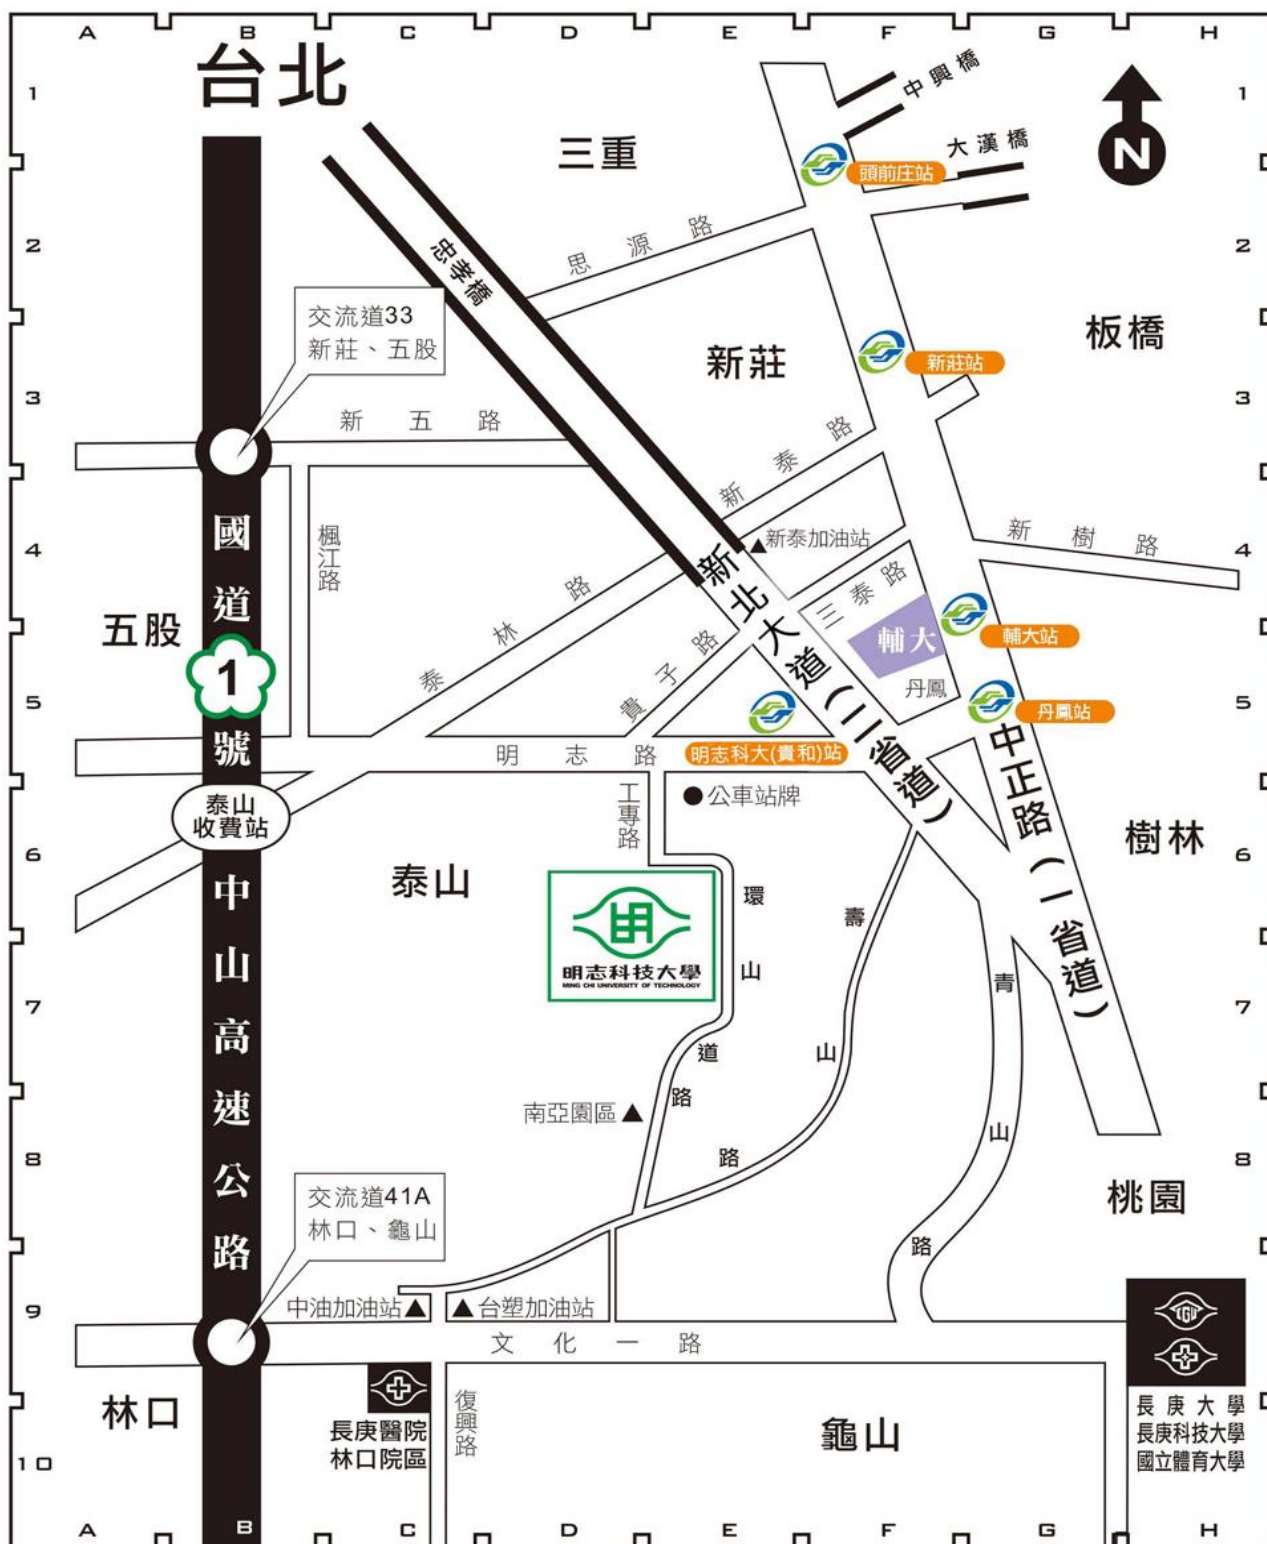 A B C D E F G H
台北
1
1
中興橋
三重
大漢橋
N
頭前庄站
2
2
思源路
忠孝橋
交流道33
新莊、五股
新莊
板橋
新莊站
3
3
新五路
新泰路
國道
1
號
中山高速公路
楓江路
新泰加油站
新樹路
4
4
新北大道(二省道)
五股
泰林路
貴子路
三泰路
輔大
輔大站
丹鳳
5
5
丹鳳站
明志科大(貴和)站
明志路
中正路(一省道)
工專路
公車站牌
泰山
收費站
樹林
6
6
泰山
明志科技大學
MING CHI UNIVERSITY OF TECHNOLOGY
環山道路
壽山路
青山路
7
7
南亞園區
8
8
交流道41A
林口、龜山
桃園
9
中油加油站
台塑加油站
CGU
文化一路
林口
長庚醫院
林口院區
復興路
龜山
長庚大學
長庚科技大學
國立體育大學
10
A B C D E F G H